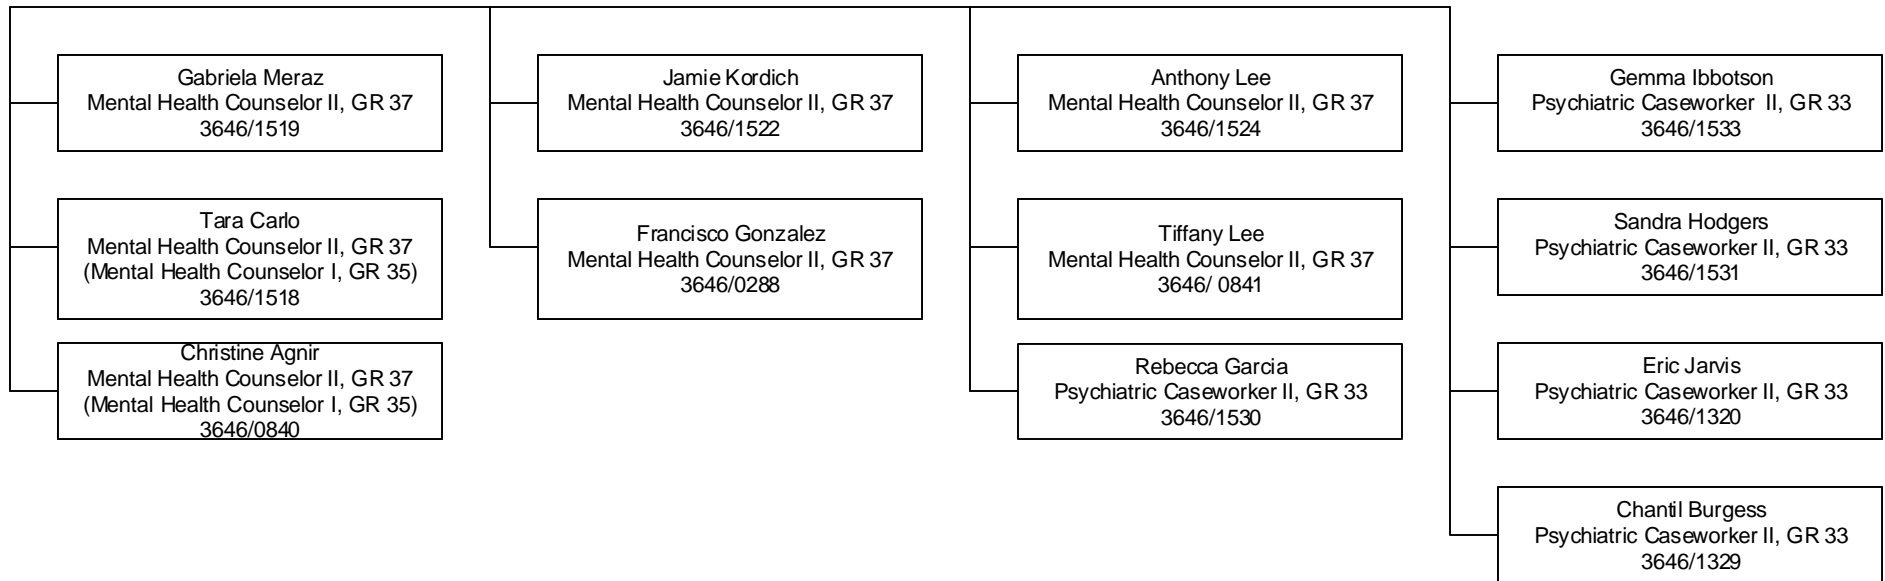 Gabriela Meraz
Mental Health Counselor II, GR 37
3646/1519
Tara Carlo
Mental Health Counselor II, GR 37
(Mental Health Counselor I, GR 35)
3646/1518
Christine Agnir
Mental Health Counselor II, GR 37
(Mental Health Counselor I, GR 35)
3646/0840
Jamie Kordich
Mental Health Counselor II, GR 37
3646/1522
Francisco Gonzalez
Mental Health Counselor II, GR 37
3646/0288
Anthony Lee
Mental Health Counselor II, GR 37
3646/1524
Tiffany Lee
Mental Health Counselor II, GR 37
3646/ 0841
Rebecca Garcia
Psychiatric Caseworker II, GR 33
3646/1530
Gemma Ibbotson
Psychiatric Caseworker II, GR 33
3646/1533
Sandra Hodgers
Psychiatric Caseworker II, GR 33
3646/1531
Eric Jarvis
Psychiatric Caseworker II, GR 33
3646/1320
Chantil Burgess
Psychiatric Caseworker II, GR 33
3646/1329